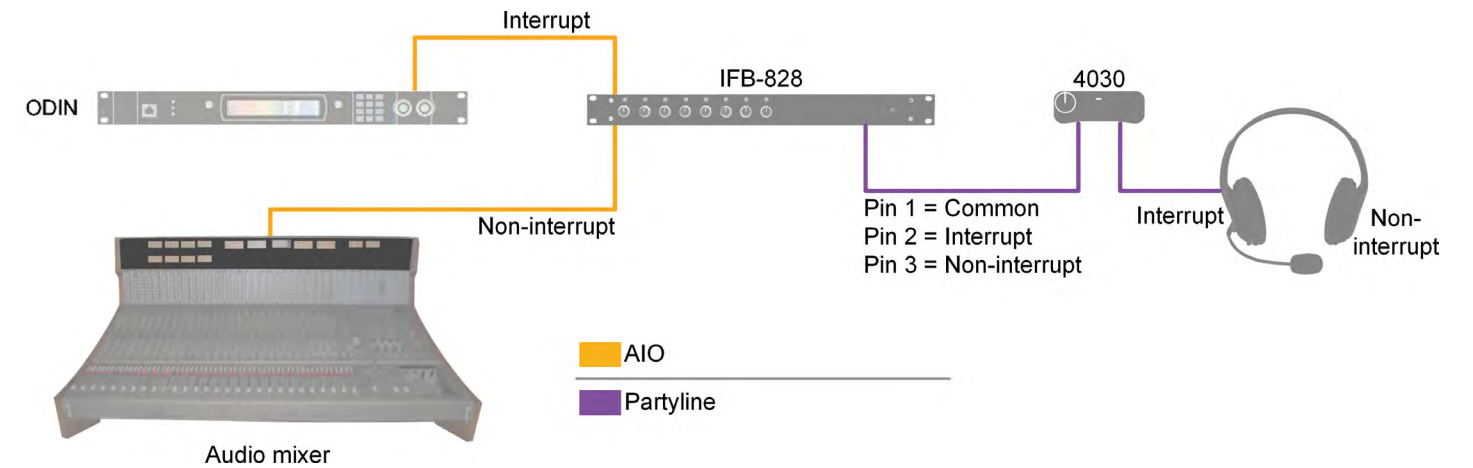 Interrupt
ODIN
IFB-828
4030
Non-interrupt
Pin 1 = Common
Pin 2 = Interrupt
Pin 3 = Non-interrupt
Interrupt
Non-
interrupt
AIO
Partyline
Audio mixer